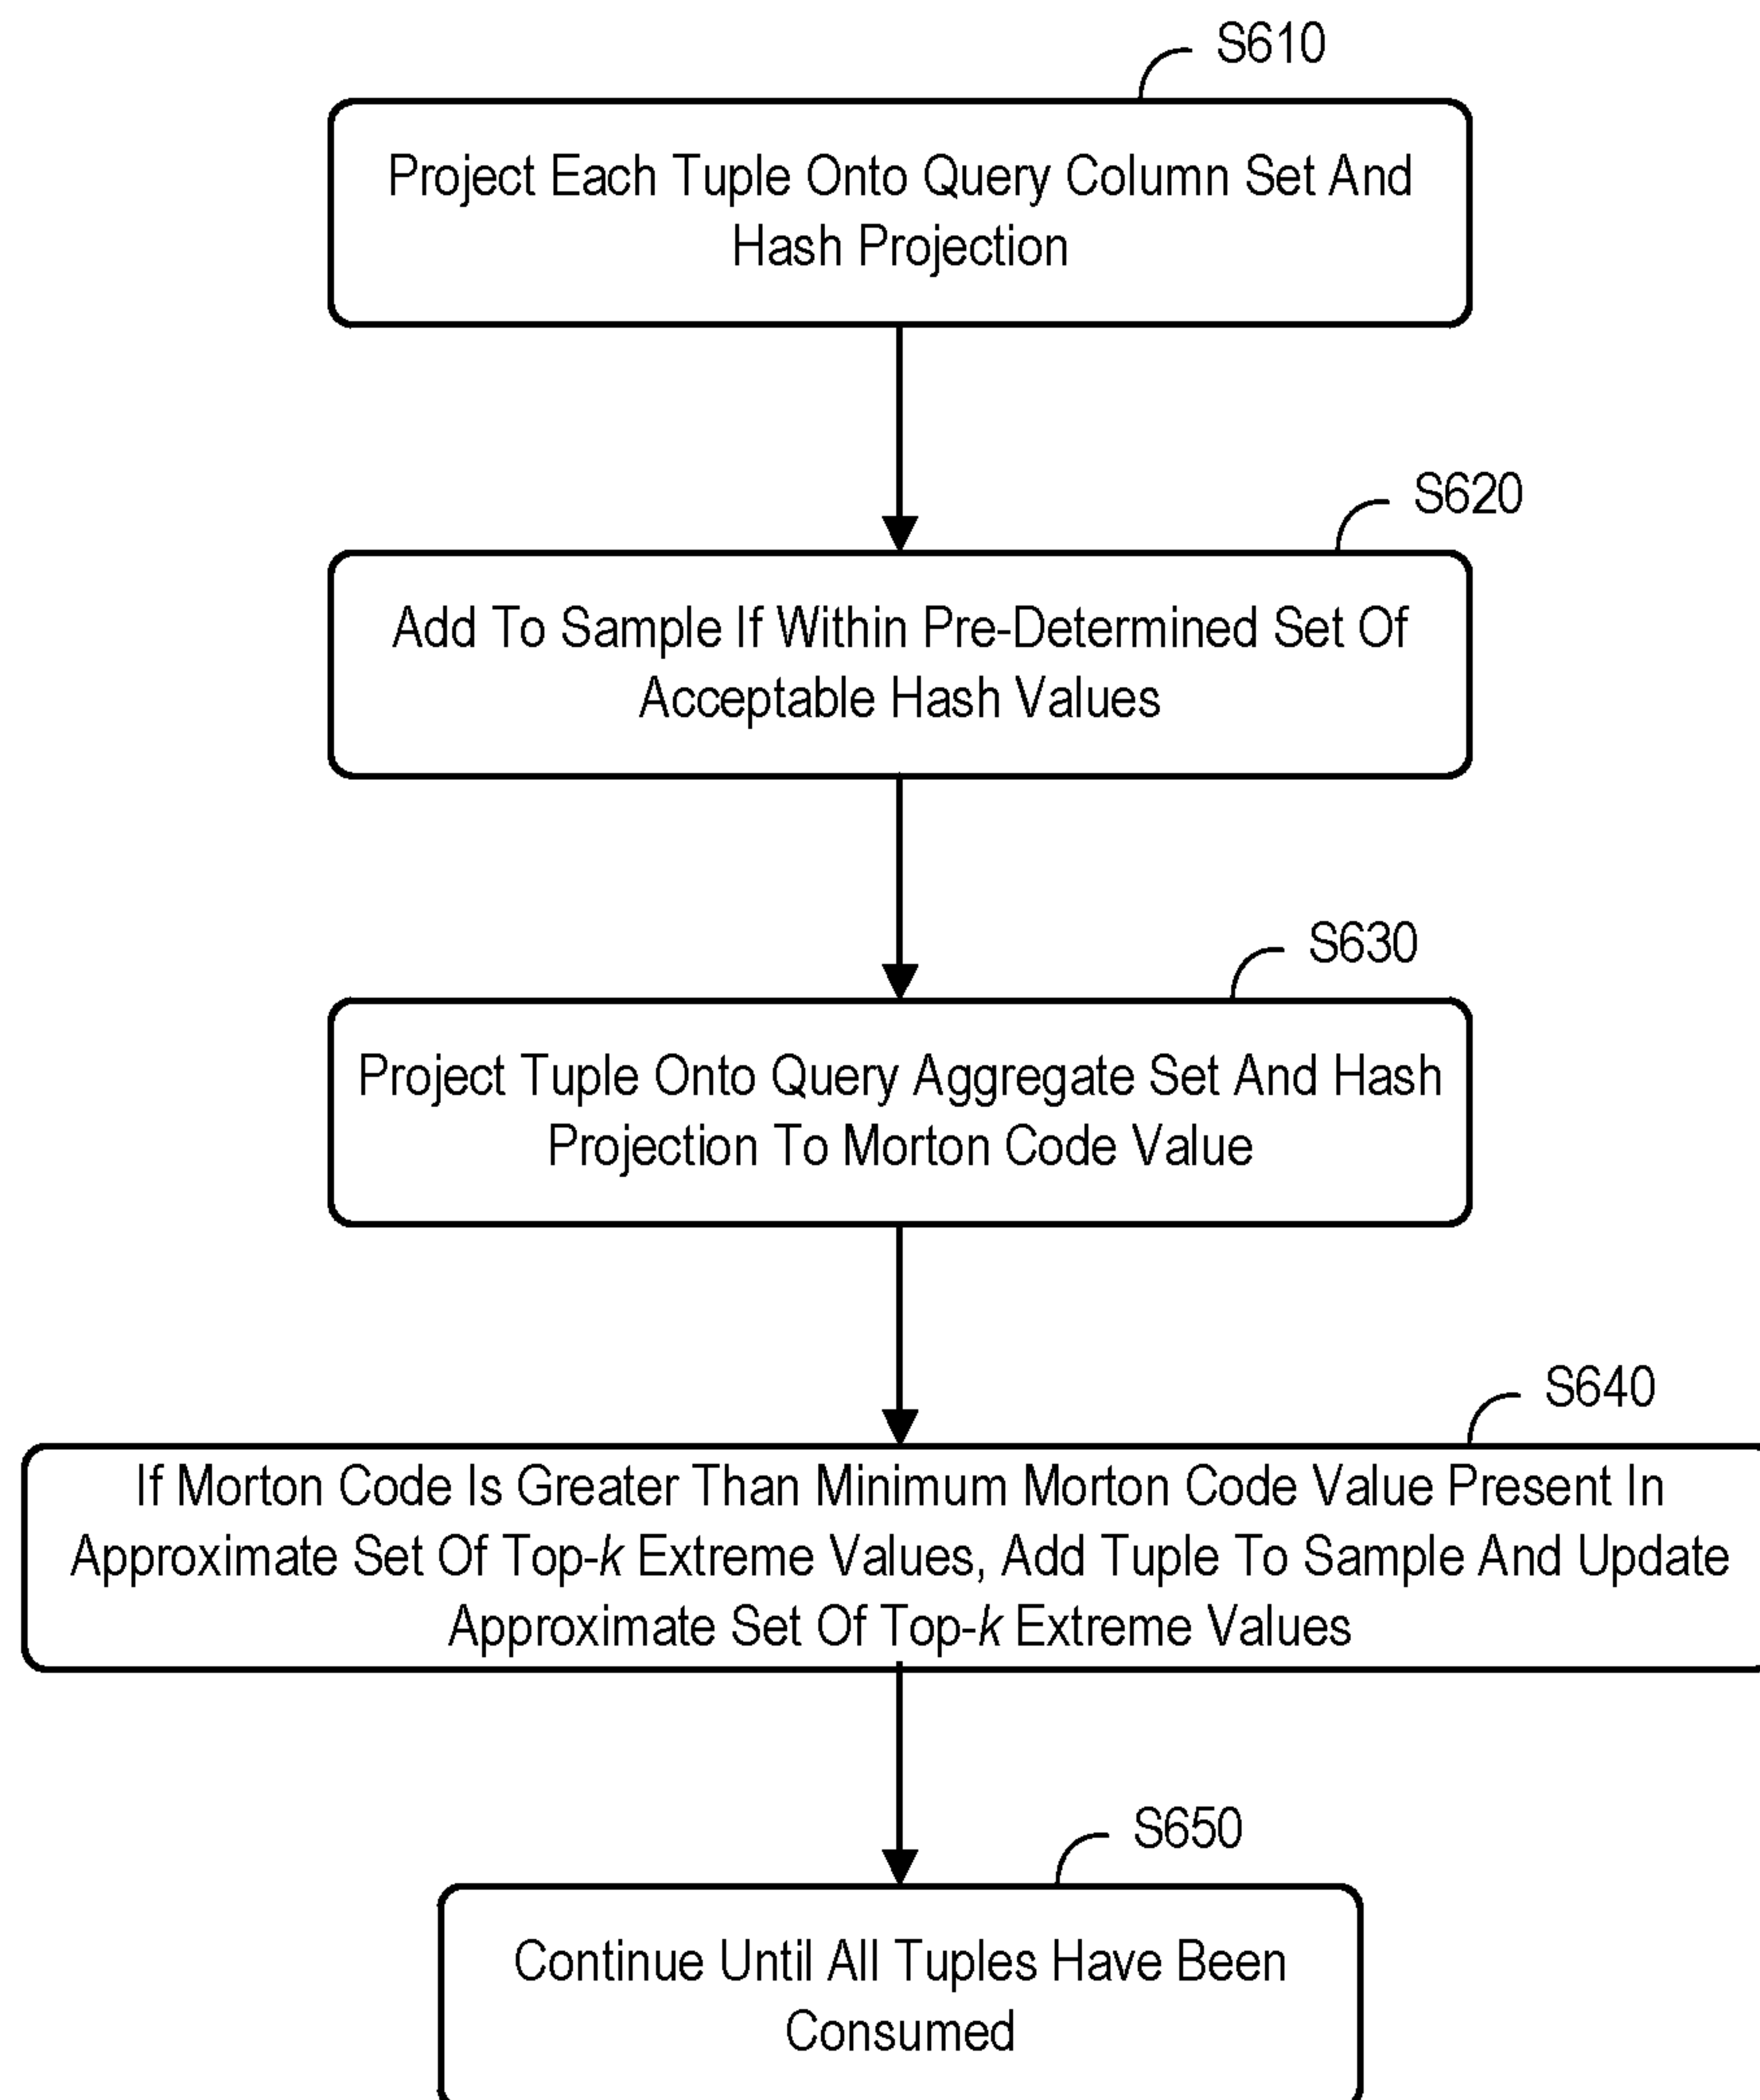 S610
Project Each Tuple Onto Query Column Set And
Hash Projection
S620
Add To Sample If Within Pre-Determined Set Of
Acceptable Hash Values
S630
Project Tuple Onto Query Aggregate Set And Hash
Projection To Morton Code Value
S640
If Morton Code Is Greater Than Minimum Morton Code Value Present In
Approximate Set Of Top-k Extreme Values, Add Tuple To Sample And Update
Approximate Set Of Top-k Extreme Values
S650
Continue Until All Tuples Have Been
Consumed